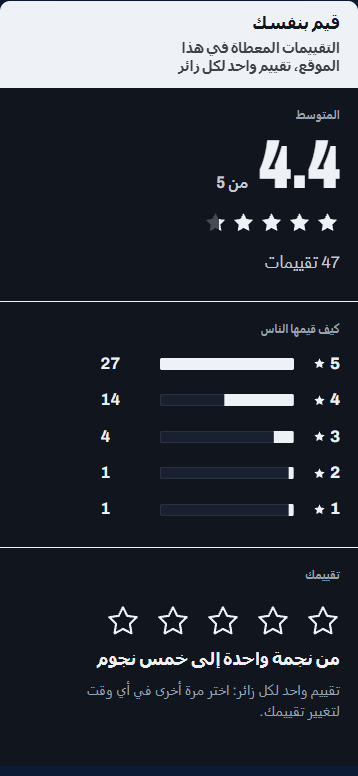 قيم بنفسك
التقييمات المعطاة في هذا
الموقع، تقييم واحد لكل زائر
المتوسط
4.4 من 5
47 تقييمات
كيف قيمها الناس
5 ★ 27
4 ★ 14
3 ★ 4
2 ★ 1
1 ★ 1
تقييمك
من نجمة واحدة إلى خمس نجوم
تقييم واحد لكل زائر: اختر مرة أخرى في أي وقت
لتغيير تقييمك.